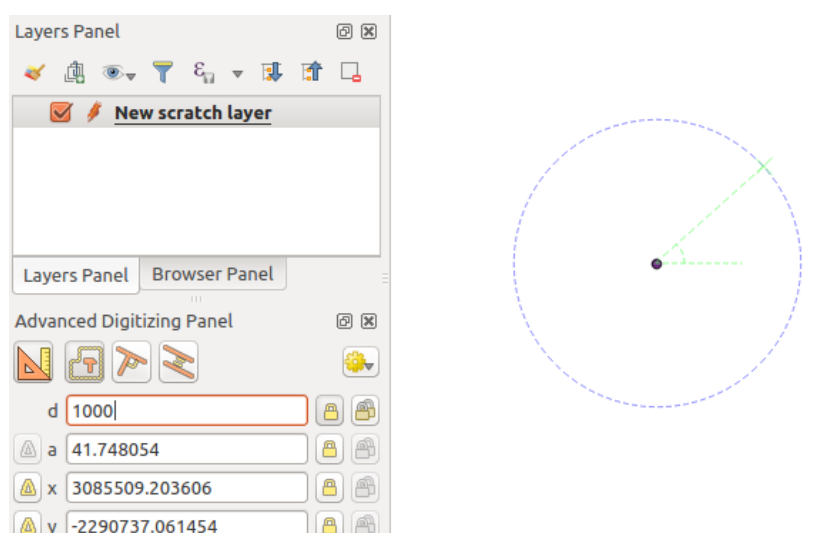 Layers Panel
New scratch layer
Layers Panel
Browser Panel
Advanced Digitizing Panel
d 1000
a 41.748054
x 3085509.203606
y -2290737.061454